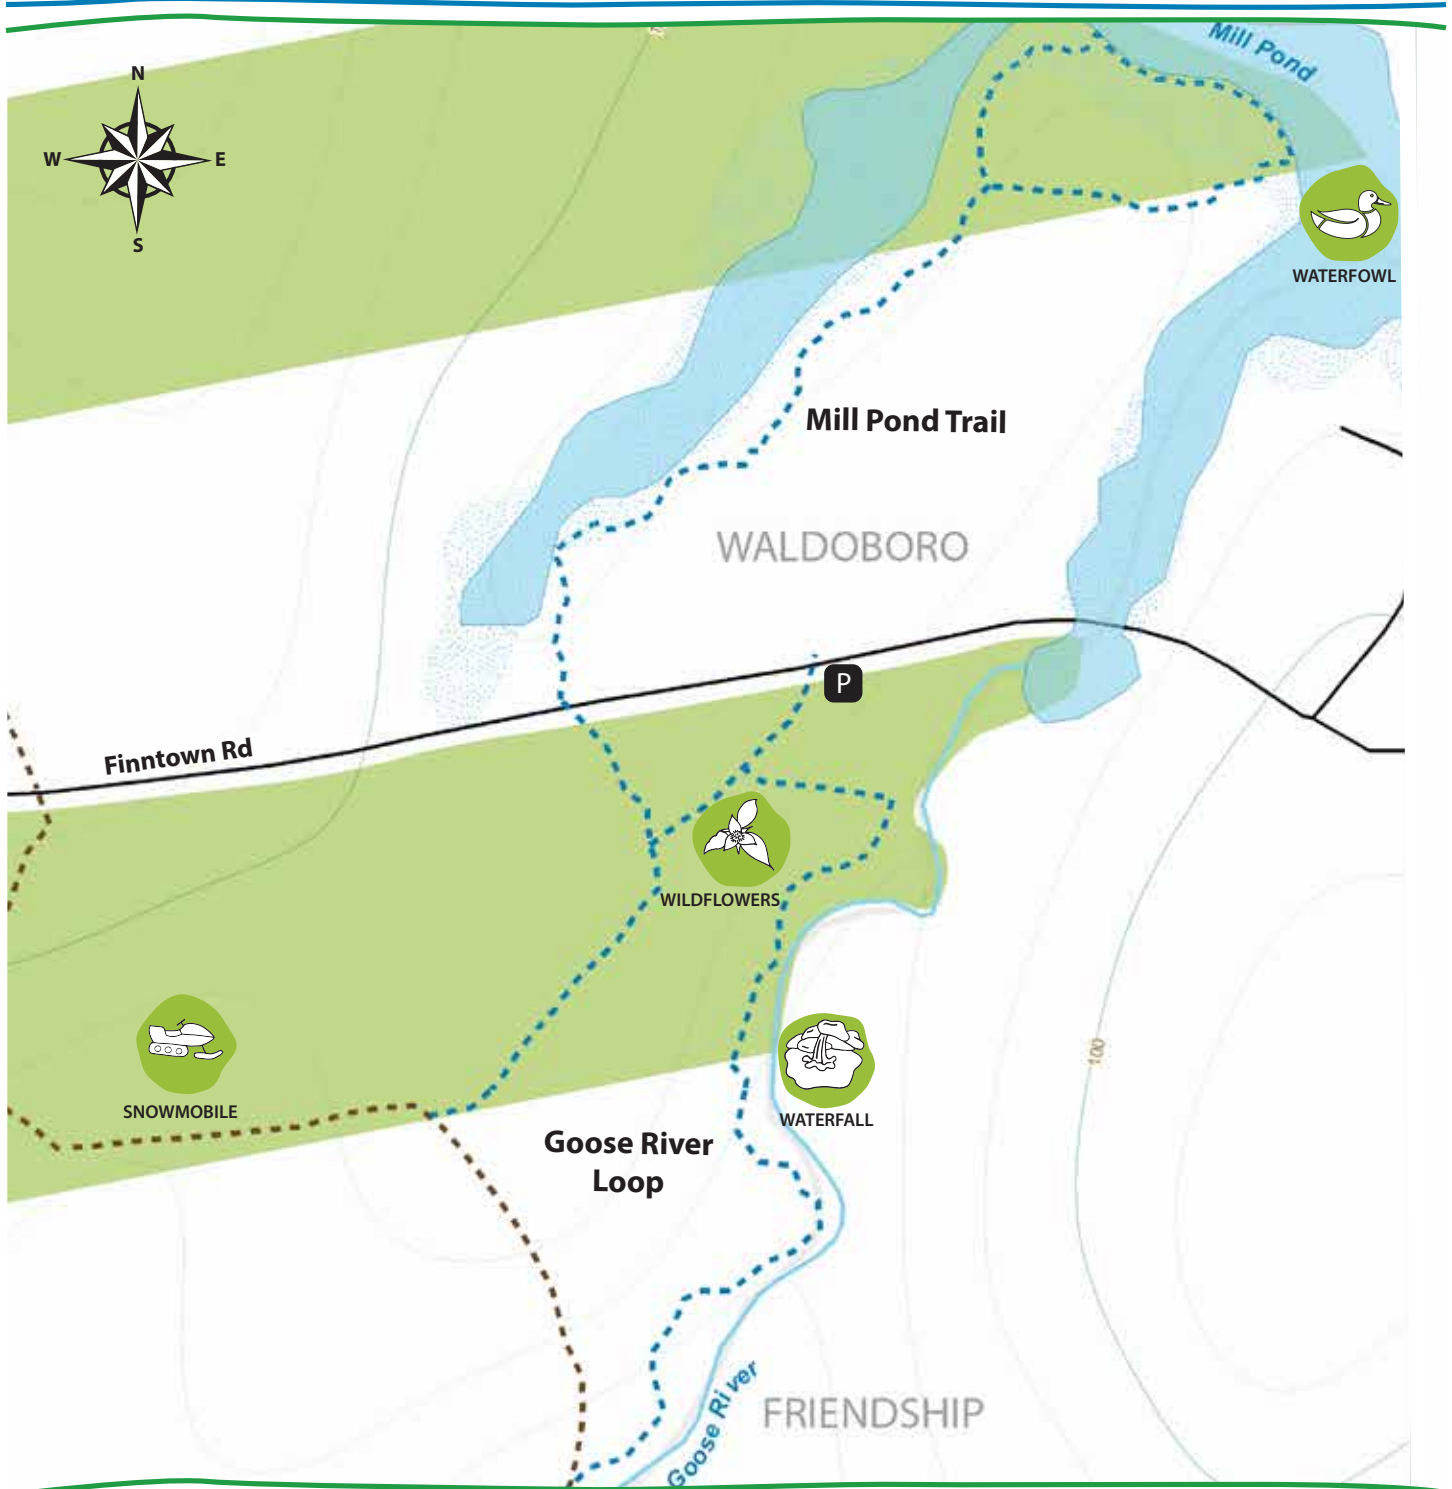 Mill Pond
N
W
E
S
WATERFOWL
Mill Pond Trail
WALDOBORO
P
Finntown Rd
WILDFLOWERS
SNOWMOBILE
100
WATERFALL
Goose River
Loop
Goose River
FRIENDSHIP